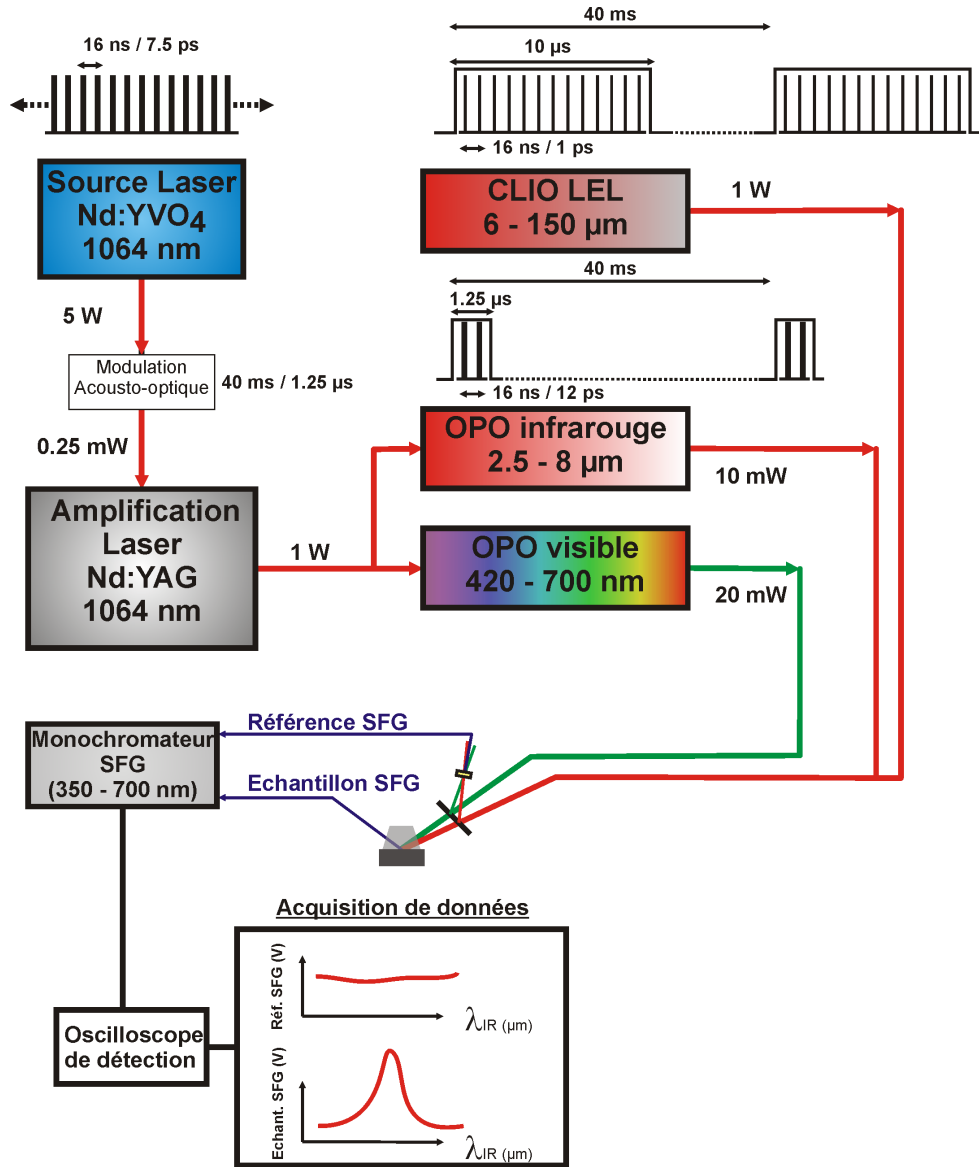 40 ms
16 ns / 7.5 ps
10 µs
16 ns / 1 ps
Source Laser
Nd:YVO4
1064 nm
CLIO LEL
6 - 150 µm
1 W
40 ms
5 W
1.25 µs
Modulation
Acousto-optique
40 ms / 1.25 µs
16 ns / 12 ps
0.25 mW
OPO infrarouge
2.5 - 8 µm
10 mW
Amplification
Laser
Nd:YAG
1064 nm
1 W
OPO visible
420 - 700 nm
20 mW
Référence SFG
Monochromateur
SFG
(350 - 700 nm)
Echantillon SFG
Acquisition de données
Réf. SFG (V)
λIR (µm)
Oscilloscope
de détection
Echant. SFG (V)
λIR (µm)